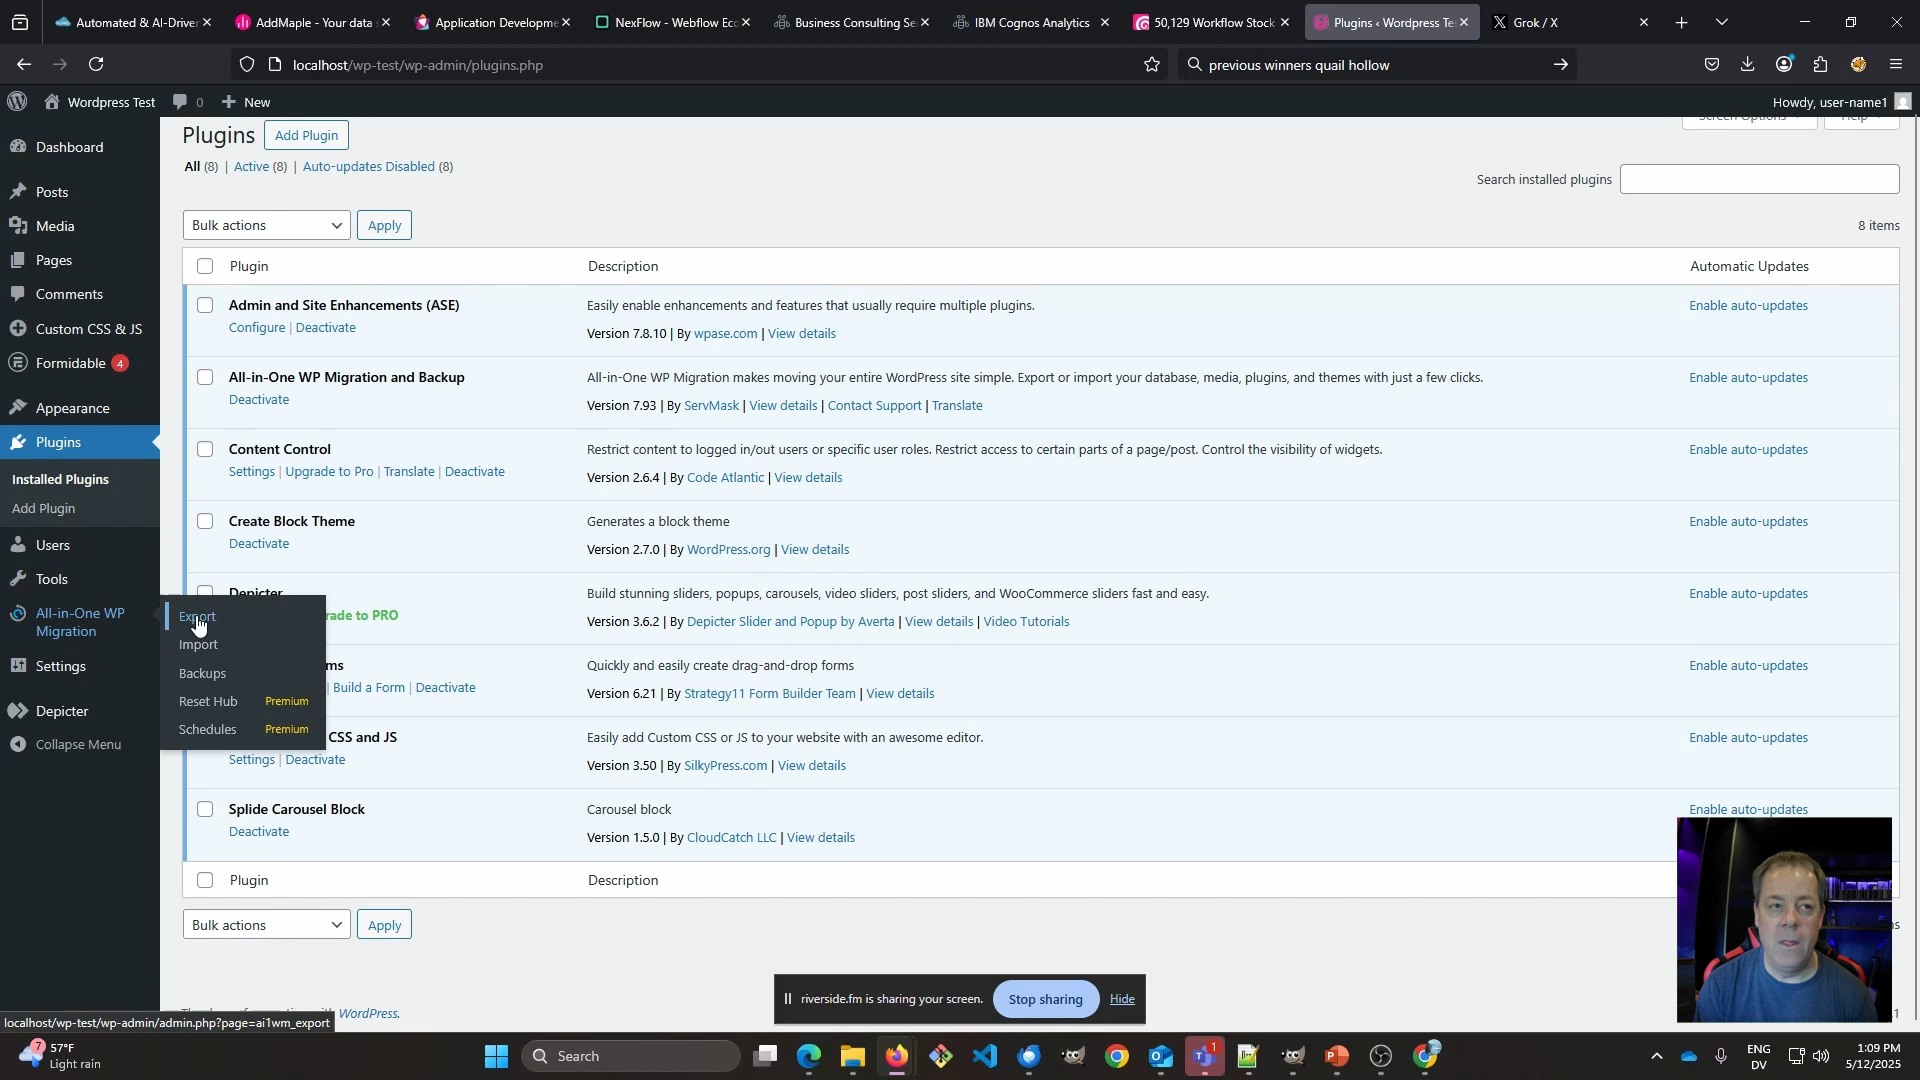 Automated & AI-Driver
AddMaple - Your data
Application Developme
NexFlow - Webflow Ecc
Business Consulting Se
IBM Cognos Analytics
50,129 Workflow Stock
Plugins ‹ Wordpress Te
Grok / X
localhost/wp-test/wp-admin/plugins.php
previous winners quail hollow
Wordpress Test
0
New
Howdy, user-name1
Dashboard
Posts
Media
Pages
Comments
Custom CSS & JS
Formidable 4
Appearance
Plugins
Installed Plugins
Add Plugin
Users
Tools
All-in-One WP
Migration
Settings
Depicter
Collapse Menu
Export
Import
Backups
Reset Hub Premium
Schedules Premium
Plugins Add Plugin
Screen Options
Help
All (8) | Active (8) | Auto-updates Disabled (8)
Search installed plugins
Bulk actions Apply
8 items
Plugin Description Automatic Updates
Admin and Site Enhancements (ASE)
Configure | Deactivate
Easily enable enhancements and features that usually require multiple plugins.
Version 7.8.10 | By wpase.com | View details
Enable auto-updates
All-in-One WP Migration and Backup
Deactivate
All-in-One WP Migration makes moving your entire WordPress site simple. Export or import your database, media, plugins, and themes with just a few clicks.
Version 7.93 | By ServMask | View details | Contact Support | Translate
Enable auto-updates
Content Control
Settings | Upgrade to Pro | Translate | Deactivate
Restrict content to logged in/out users or specific user roles. Restrict access to certain parts of a page/post. Control the visibility of widgets.
Version 2.6.4 | By Code Atlantic | View details
Enable auto-updates
Create Block Theme
Deactivate
Generates a block theme
Version 2.7.0 | By WordPress.org | View details
Enable auto-updates
Depicter
rade to PRO
Build stunning sliders, popups, carousels, video sliders, post sliders, and WooCommerce sliders fast and easy.
Version 3.6.2 | By Depicter Slider and Popup by Averta | View details | Video Tutorials
Enable auto-updates
ms
| Build a Form | Deactivate
Quickly and easily create drag-and-drop forms
Version 6.21 | By Strategy11 Form Builder Team | View details
Enable auto-updates
CSS and JS
Settings | Deactivate
Easily add Custom CSS or JS to your website with an awesome editor.
Version 3.50 | By SilkyPress.com | View details
Enable auto-updates
Splide Carousel Block
Deactivate
Carousel block
Version 1.5.0 | By CloudCatch LLC | View details
Enable auto-updates
Plugin Description
Bulk actions Apply
riverside.fm is sharing your screen. Stop sharing Hide
WordPress.
localhost/wp-test/wp-admin/admin.php?page=ai1wm_export
7
57°F
Light rain
Search
1
ENG
DV
1:09 PM
5/12/2025